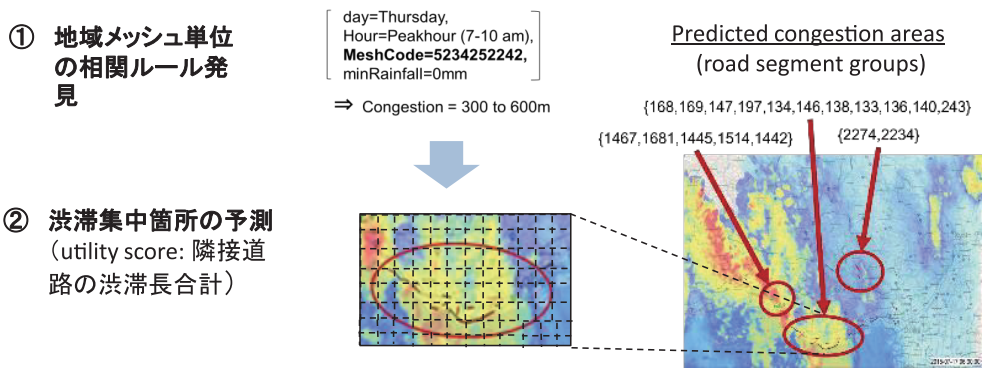 ① 地域メッシュ単位
の相関ルール発
見
day=Thursday,
Hour=Peakhour (7-10 am),
MeshCode=5234252242,
minRainfall=0mm
⇒ Congestion = 300 to 600m
Predicted congestion areas
(road segment groups)
{168,169,147,197,134,146,138,133,136,140,243}
{1467,1681,1445,1514,1442}
{2274,2234}
② 渋滞集中箇所の予測
(utility score: 隣接道
路の渋滞長合計)